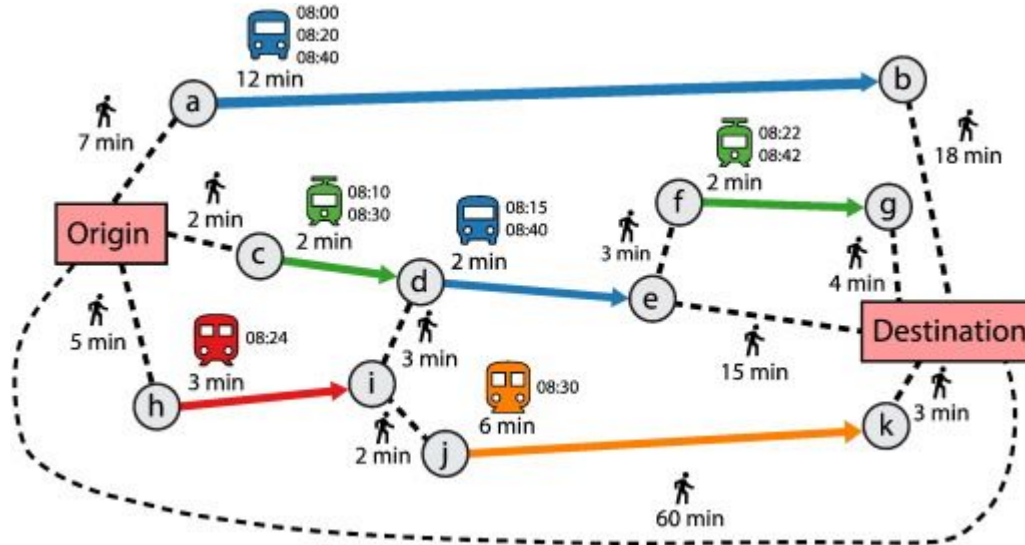 08:00
08:20
08:40
12 min
a
b
7 min
18 min
08:22
08:42
2 min
f
g
2 min
08:10
08:30
2 min
08:15
08:40
2 min
Origin
c
d
3 min
e
4 min
Destination
5 min
08:24
3 min
3 min
15 min
h
i
08:30
6 min
3 min
2 min
j
k
60 min